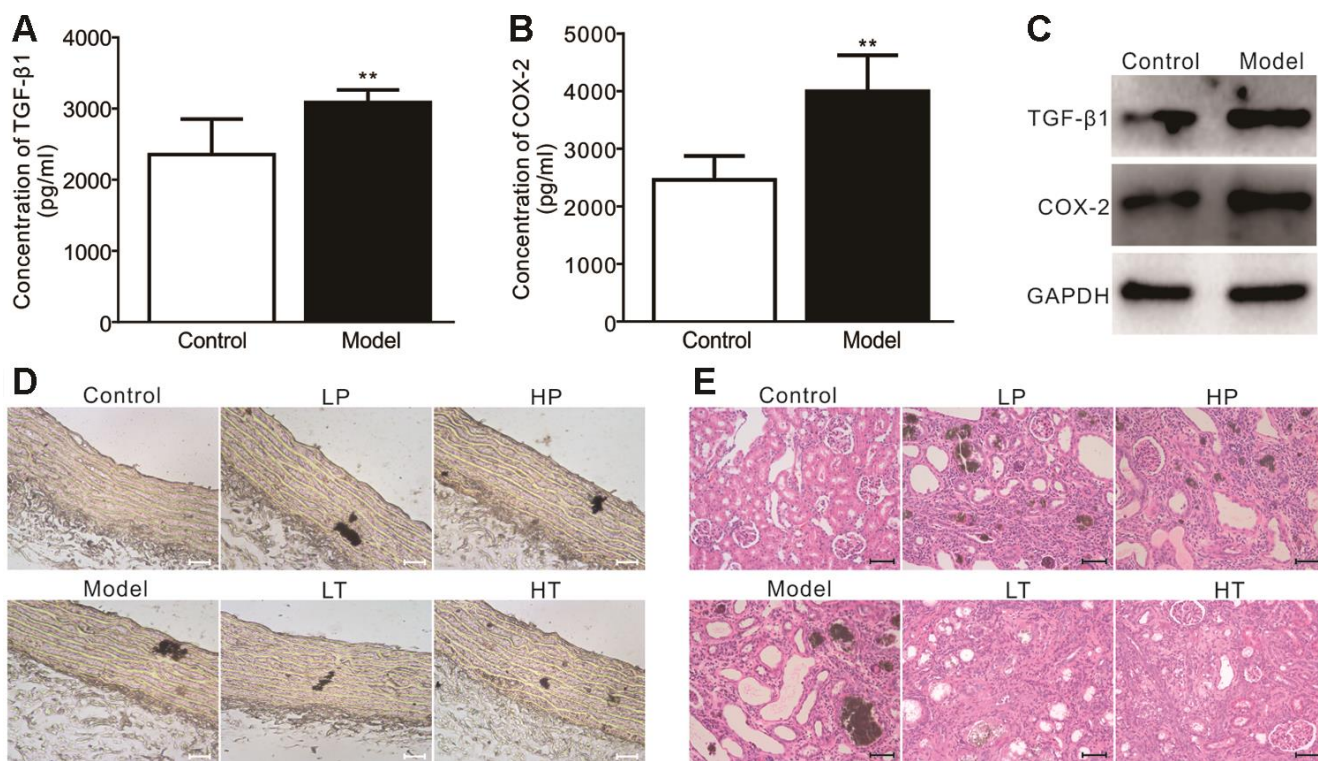 A
Concentration of TGF-β1
(pg/ml)
4000
3000
2000
1000
0
**
Control Model
B
Concentration of COX-2
(pg/ml)
5000
4000
3000
2000
1000
0
**
Control Model
C
Control Model
TGF-β1
COX-2
GAPDH
D
Control LP HP
Model LT HT
E
Control LP HP
Model LT HT